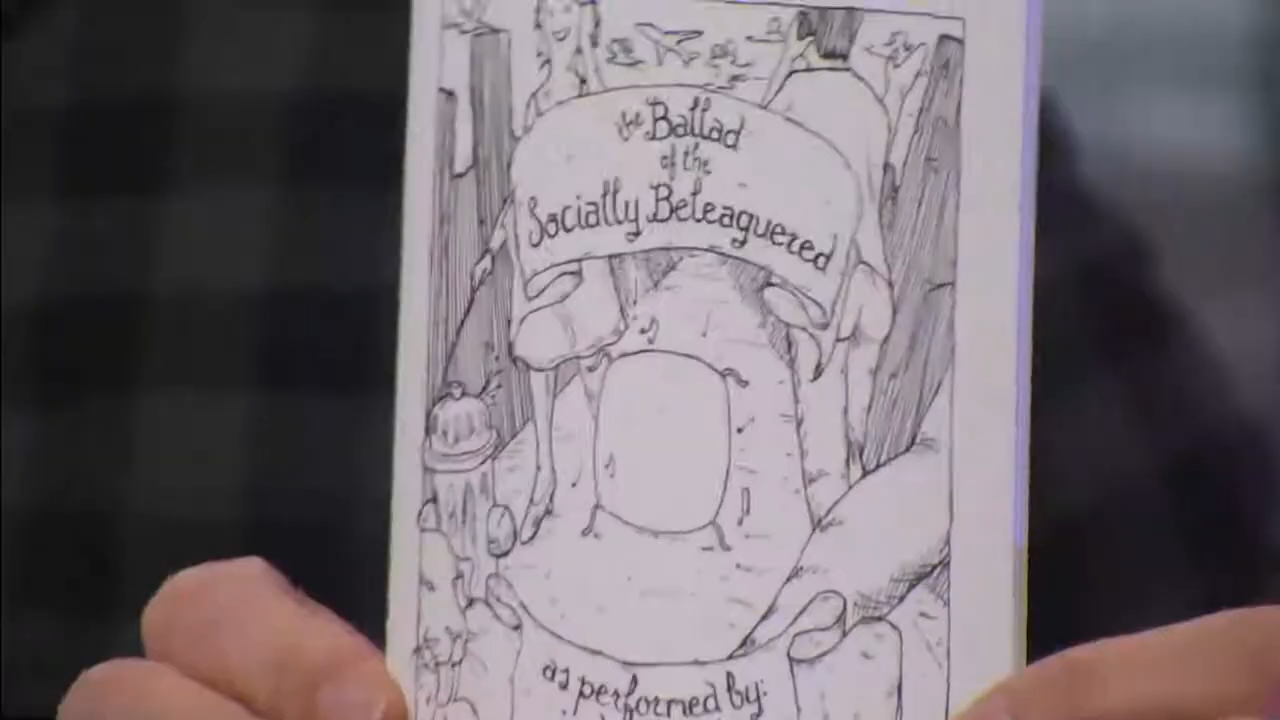 the Ballad
of the
Socially Beleaguered
as performed by: